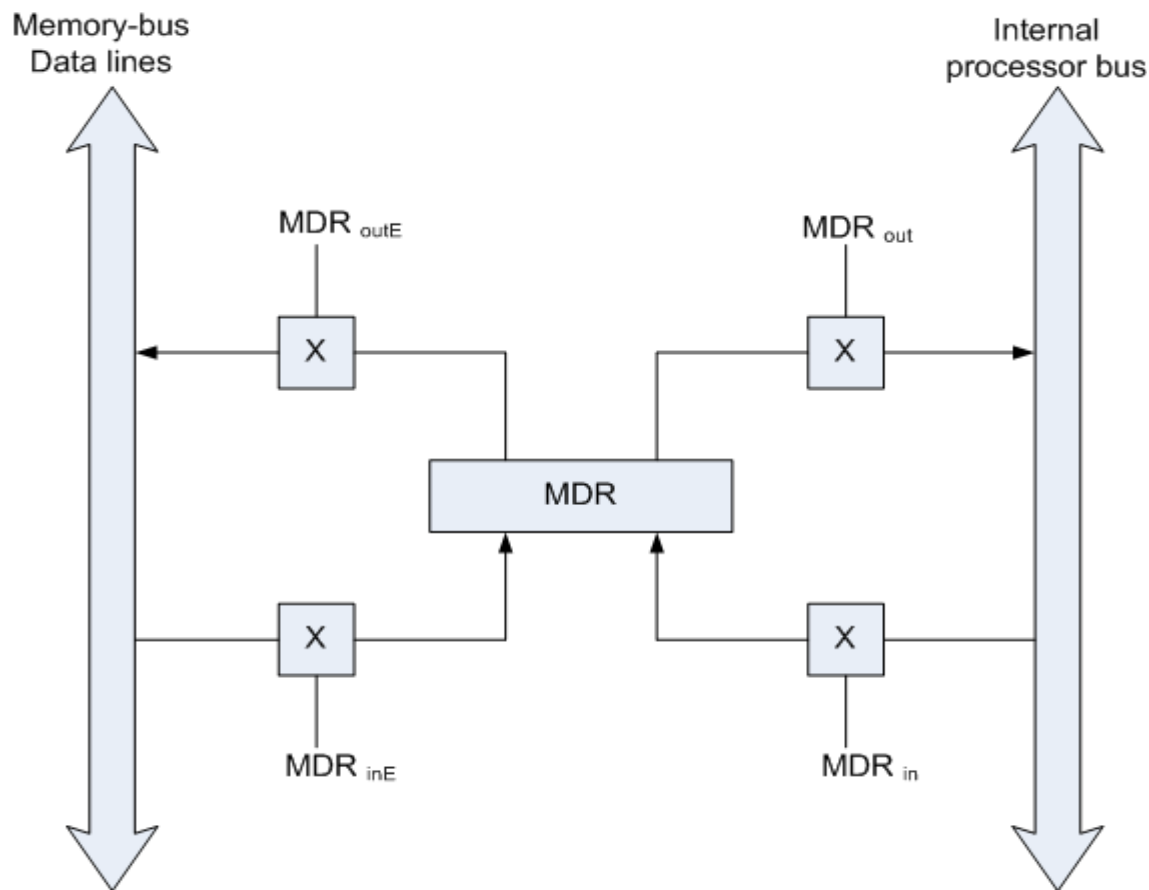 Memory-bus
Data lines
Internal
processor bus
MDR outE
MDR out
X
X
MDR
X
X
MDR inE
MDR in